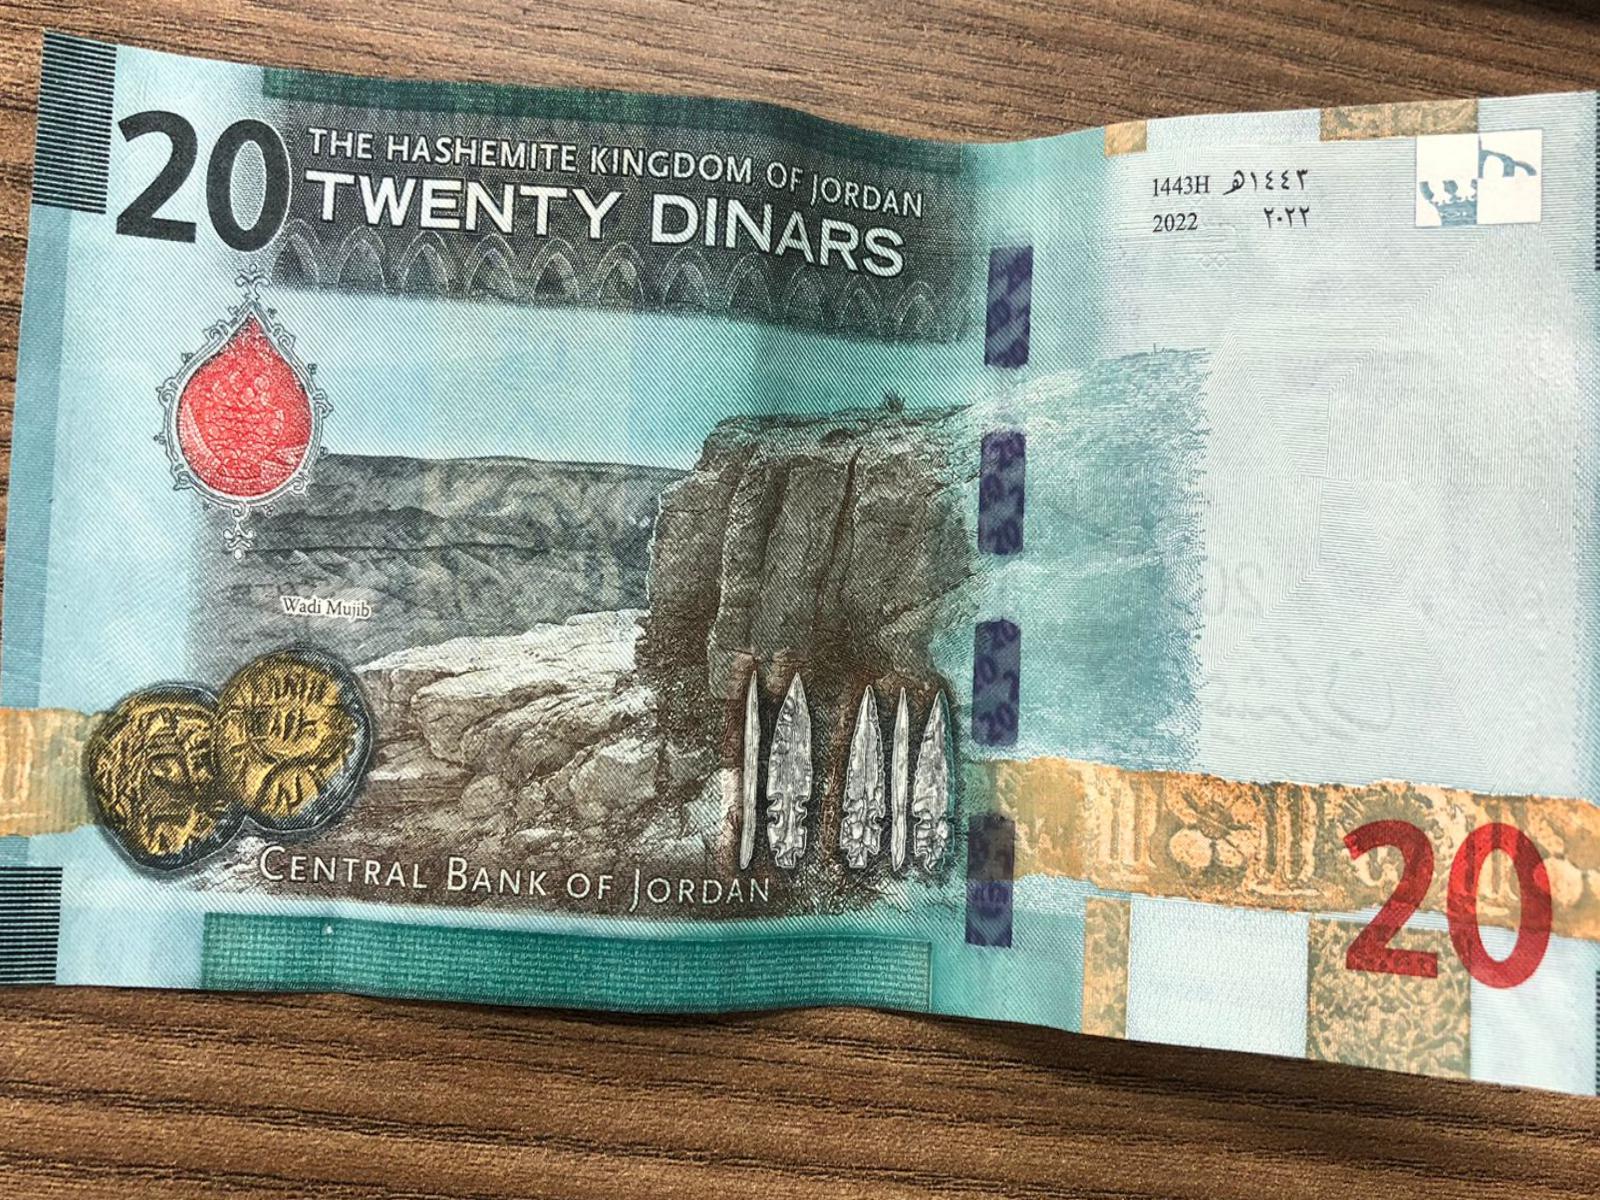 20
THE HASHEMITE KINGDOM OF JORDAN
TWENTY DINARS
1443H ١٤٤٣هـ
2022 ٢٠٢٢
Wadi Mujib
CENTRAL BANK OF JORDAN
20